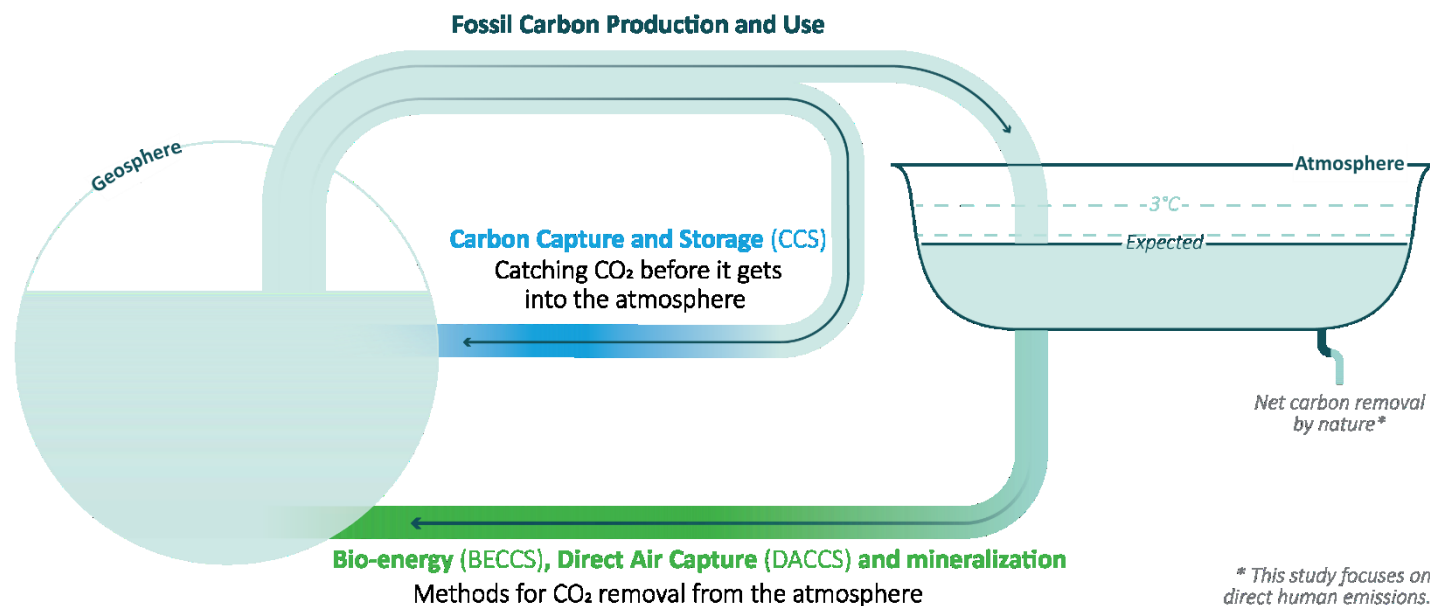 Fossil Carbon Production and Use
Geosphere
Atmosphere
-3°C-
Expected
Carbon Capture and Storage (CCS)
Catching CO₂ before it gets
into the atmosphere
Net carbon removal
by nature*
Bio-energy (BECCS), Direct Air Capture (DACCS) and mineralization
Methods for CO₂ removal from the atmosphere
* This study focuses on
direct human emissions.